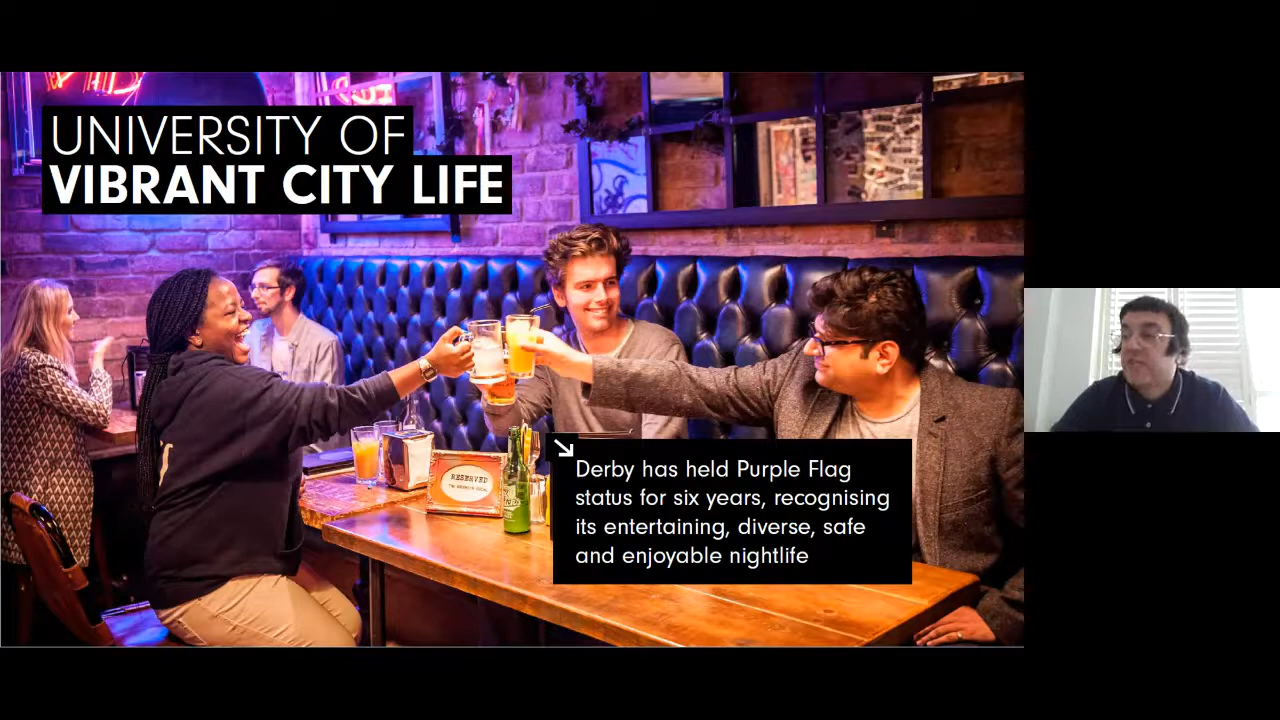 UNIVERSITY OF
VIBRANT CITY LIFE
RESERVED
Derby has held Purple Flag
status for six years, recognising
its entertaining, diverse, safe
and enjoyable nightlife